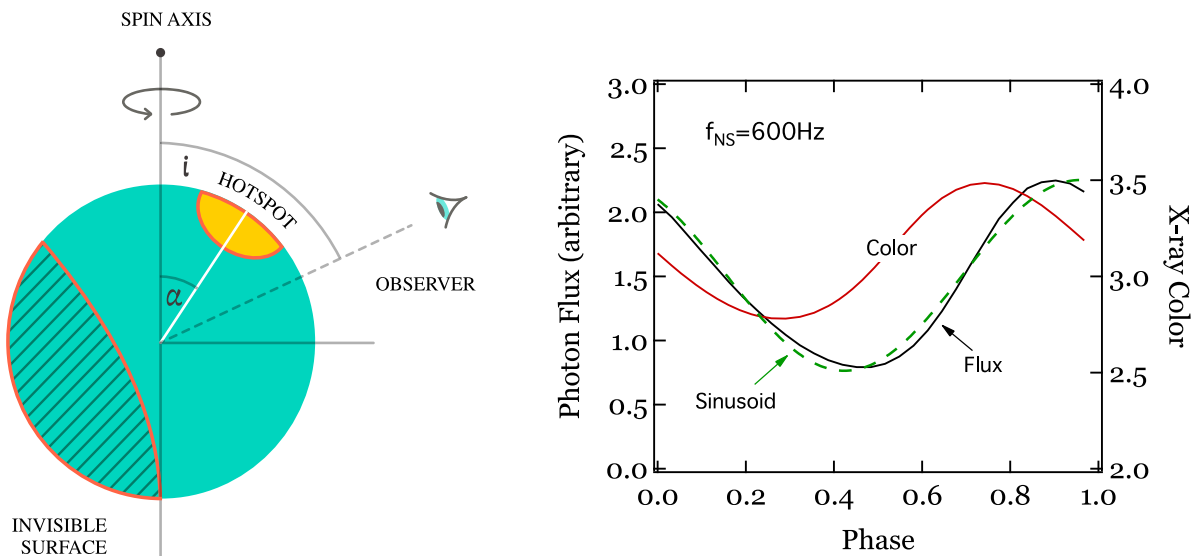 SPIN AXIS
i
HOTSPOT
α
OBSERVER
INVISIBLE
SURFACE
Photon Flux (arbitrary)
3.0
2.5
2.0
1.5
1.0
0.5
0.0
f_NS=600Hz
Color
Flux
Sinusoid
0.0 0.2 0.4 0.6 0.8 1.0
Phase
4.0
3.5
3.0
2.5
2.0
X-ray Color